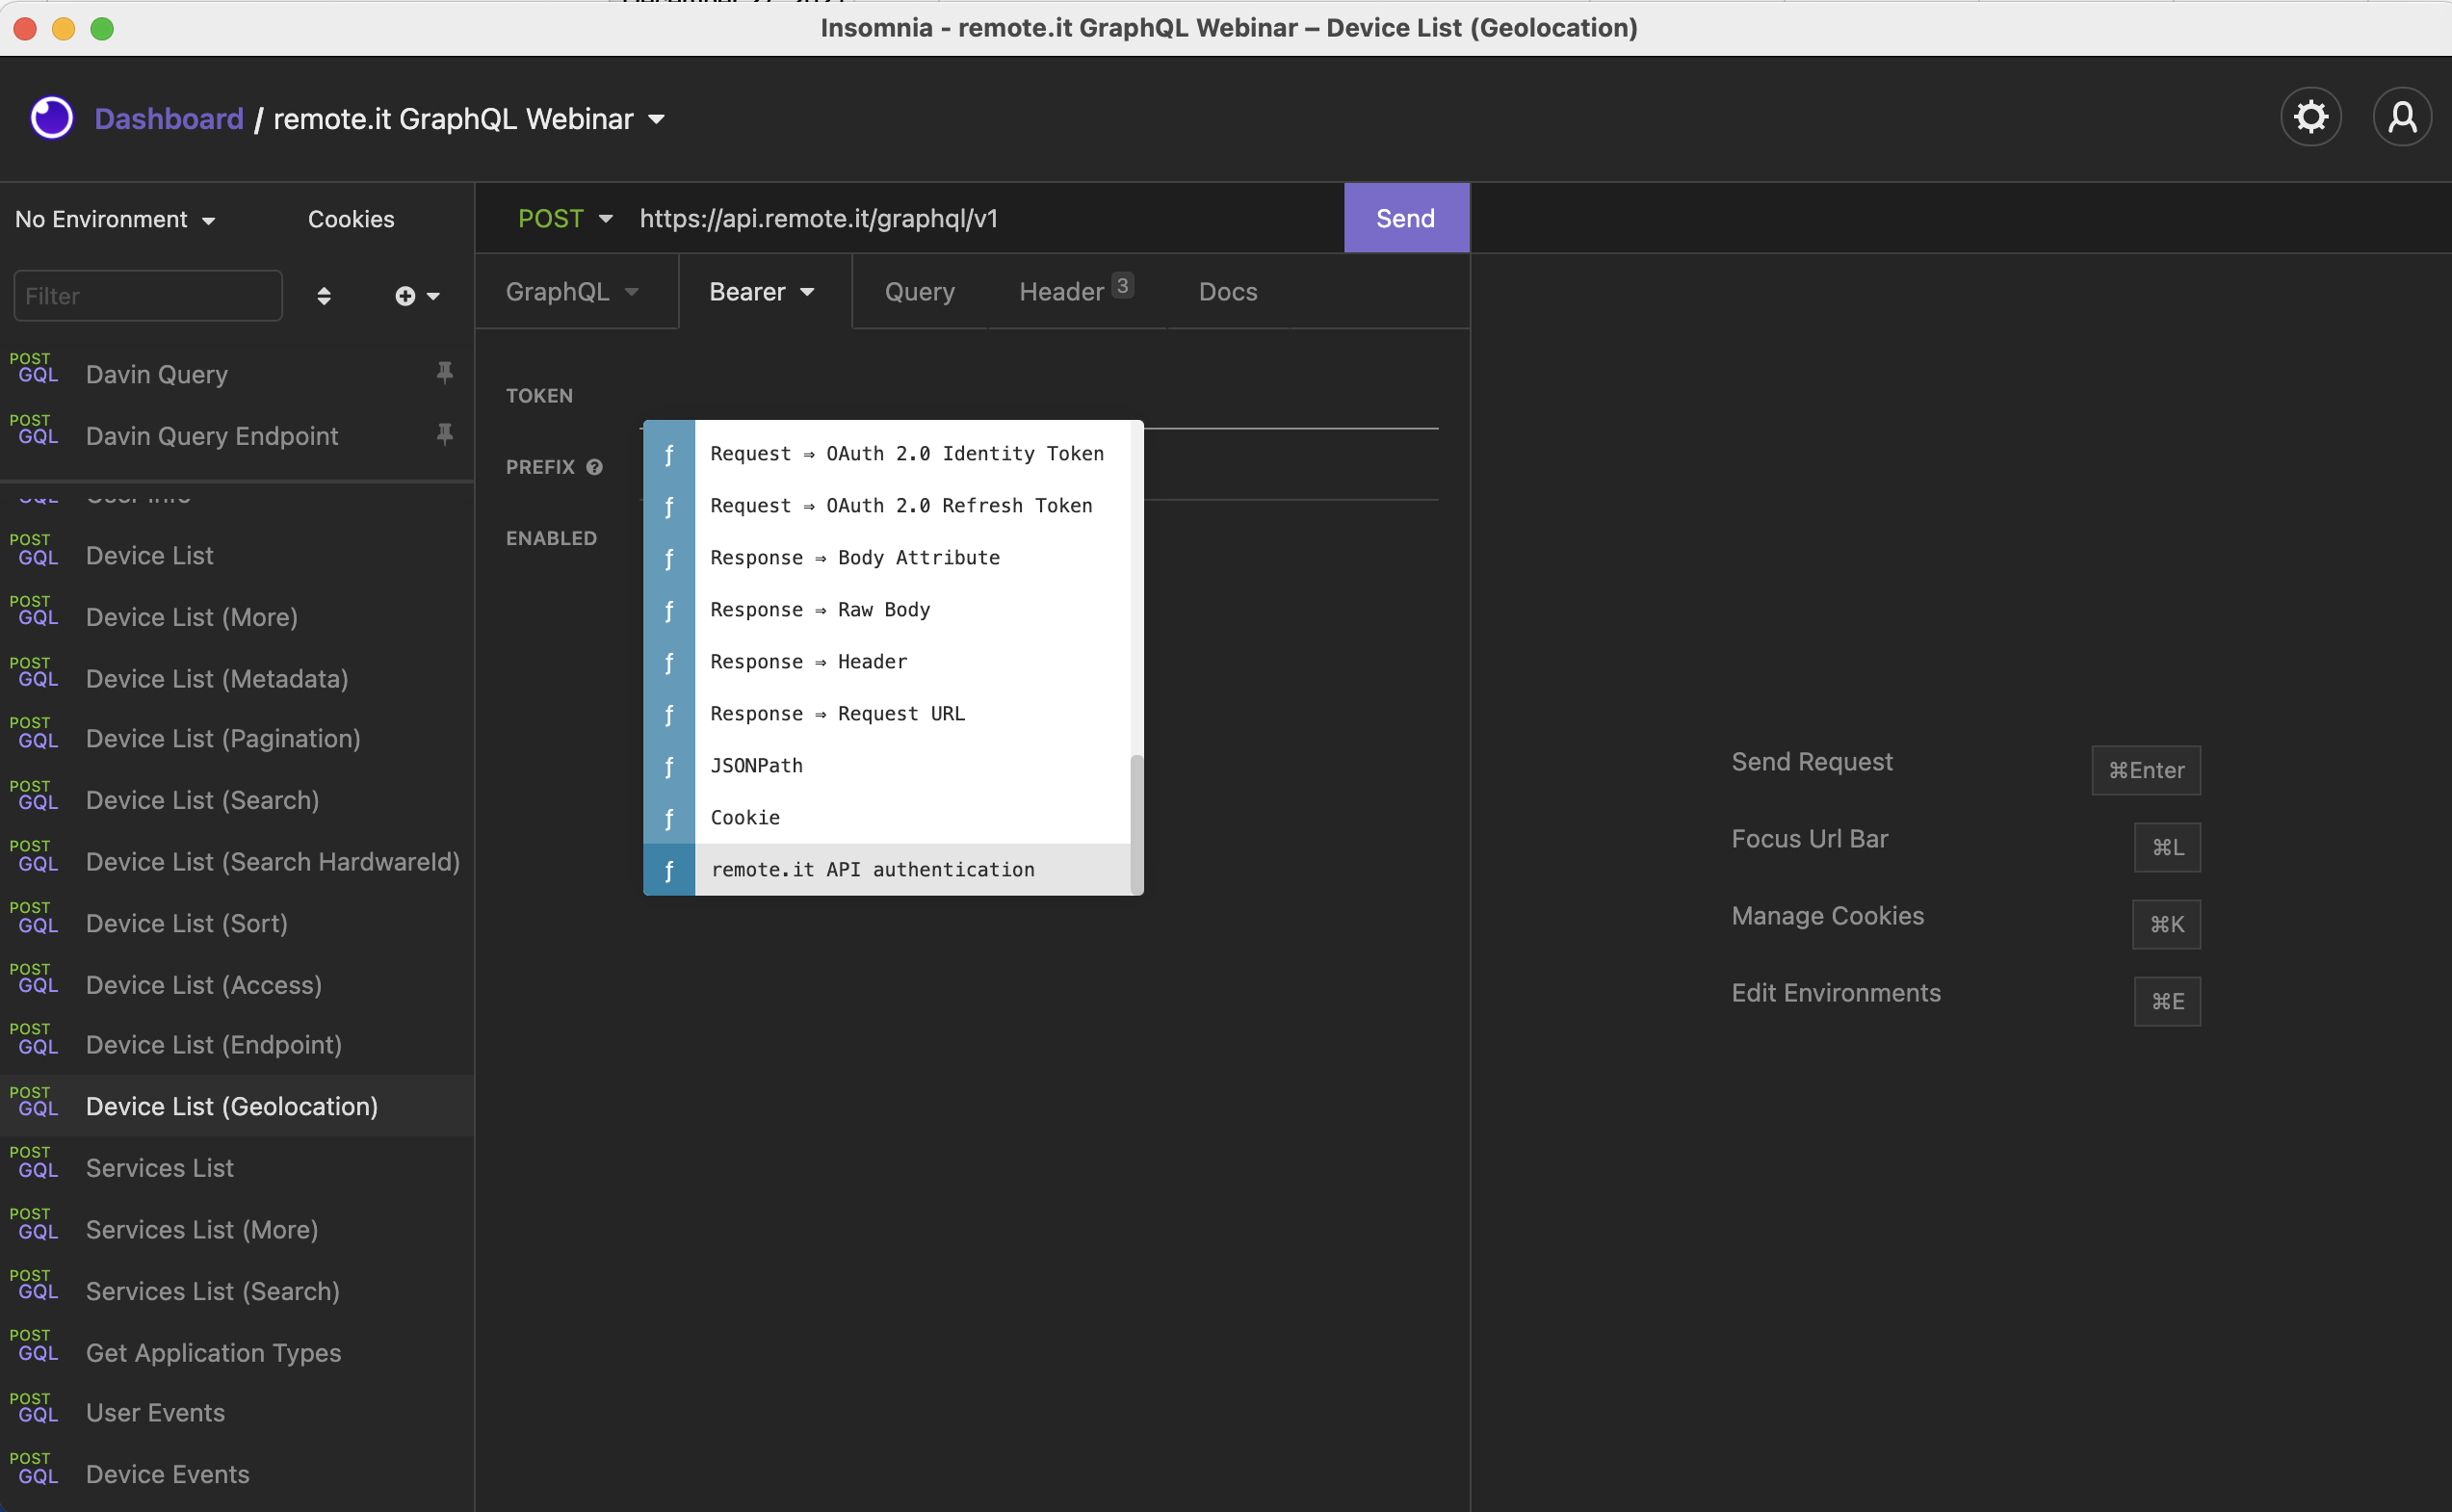 Insomnia - remote.it GraphQL Webinar – Device List (Geolocation)
Dashboard / remote.it GraphQL Webinar
No Environment
Cookies
Filter
POST GQL Davin Query
POST GQL Davin Query Endpoint
GQL User Info
POST GQL Device List
POST GQL Device List (More)
POST GQL Device List (Metadata)
POST GQL Device List (Pagination)
POST GQL Device List (Search)
POST GQL Device List (Search HardwareId)
POST GQL Device List (Sort)
POST GQL Device List (Access)
POST GQL Device List (Endpoint)
POST GQL Device List (Geolocation)
POST GQL Services List
POST GQL Services List (More)
POST GQL Services List (Search)
POST GQL Get Application Types
POST GQL User Events
POST GQL Device Events
POST https://api.remote.it/graphql/v1 Send
GraphQL Bearer Query Header 3 Docs
TOKEN
PREFIX
ENABLED
ƒ Request ⇒ OAuth 2.0 Identity Token
ƒ Request ⇒ OAuth 2.0 Refresh Token
ƒ Response ⇒ Body Attribute
ƒ Response ⇒ Raw Body
ƒ Response ⇒ Header
ƒ Response ⇒ Request URL
ƒ JSONPath
ƒ Cookie
ƒ remote.it API authentication
Send Request ⌘Enter
Focus Url Bar ⌘L
Manage Cookies ⌘K
Edit Environments ⌘E